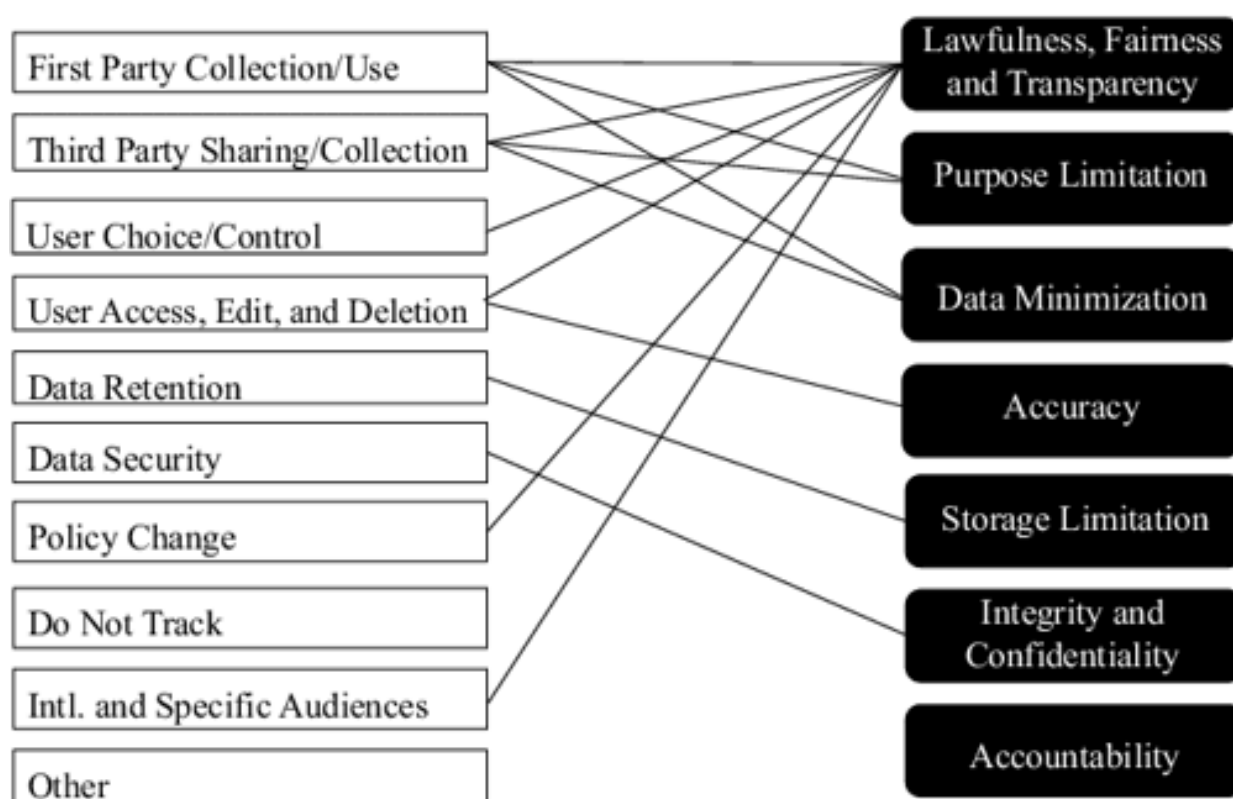 First Party Collection/Use
Third Party Sharing/Collection
User Choice/Control
User Access, Edit, and Deletion
Data Retention
Data Security
Policy Change
Do Not Track
Intl. and Specific Audiences
Other
Lawfulness, Fairness
and Transparency
Purpose Limitation
Data Minimization
Accuracy
Storage Limitation
Integrity and
Confidentiality
Accountability